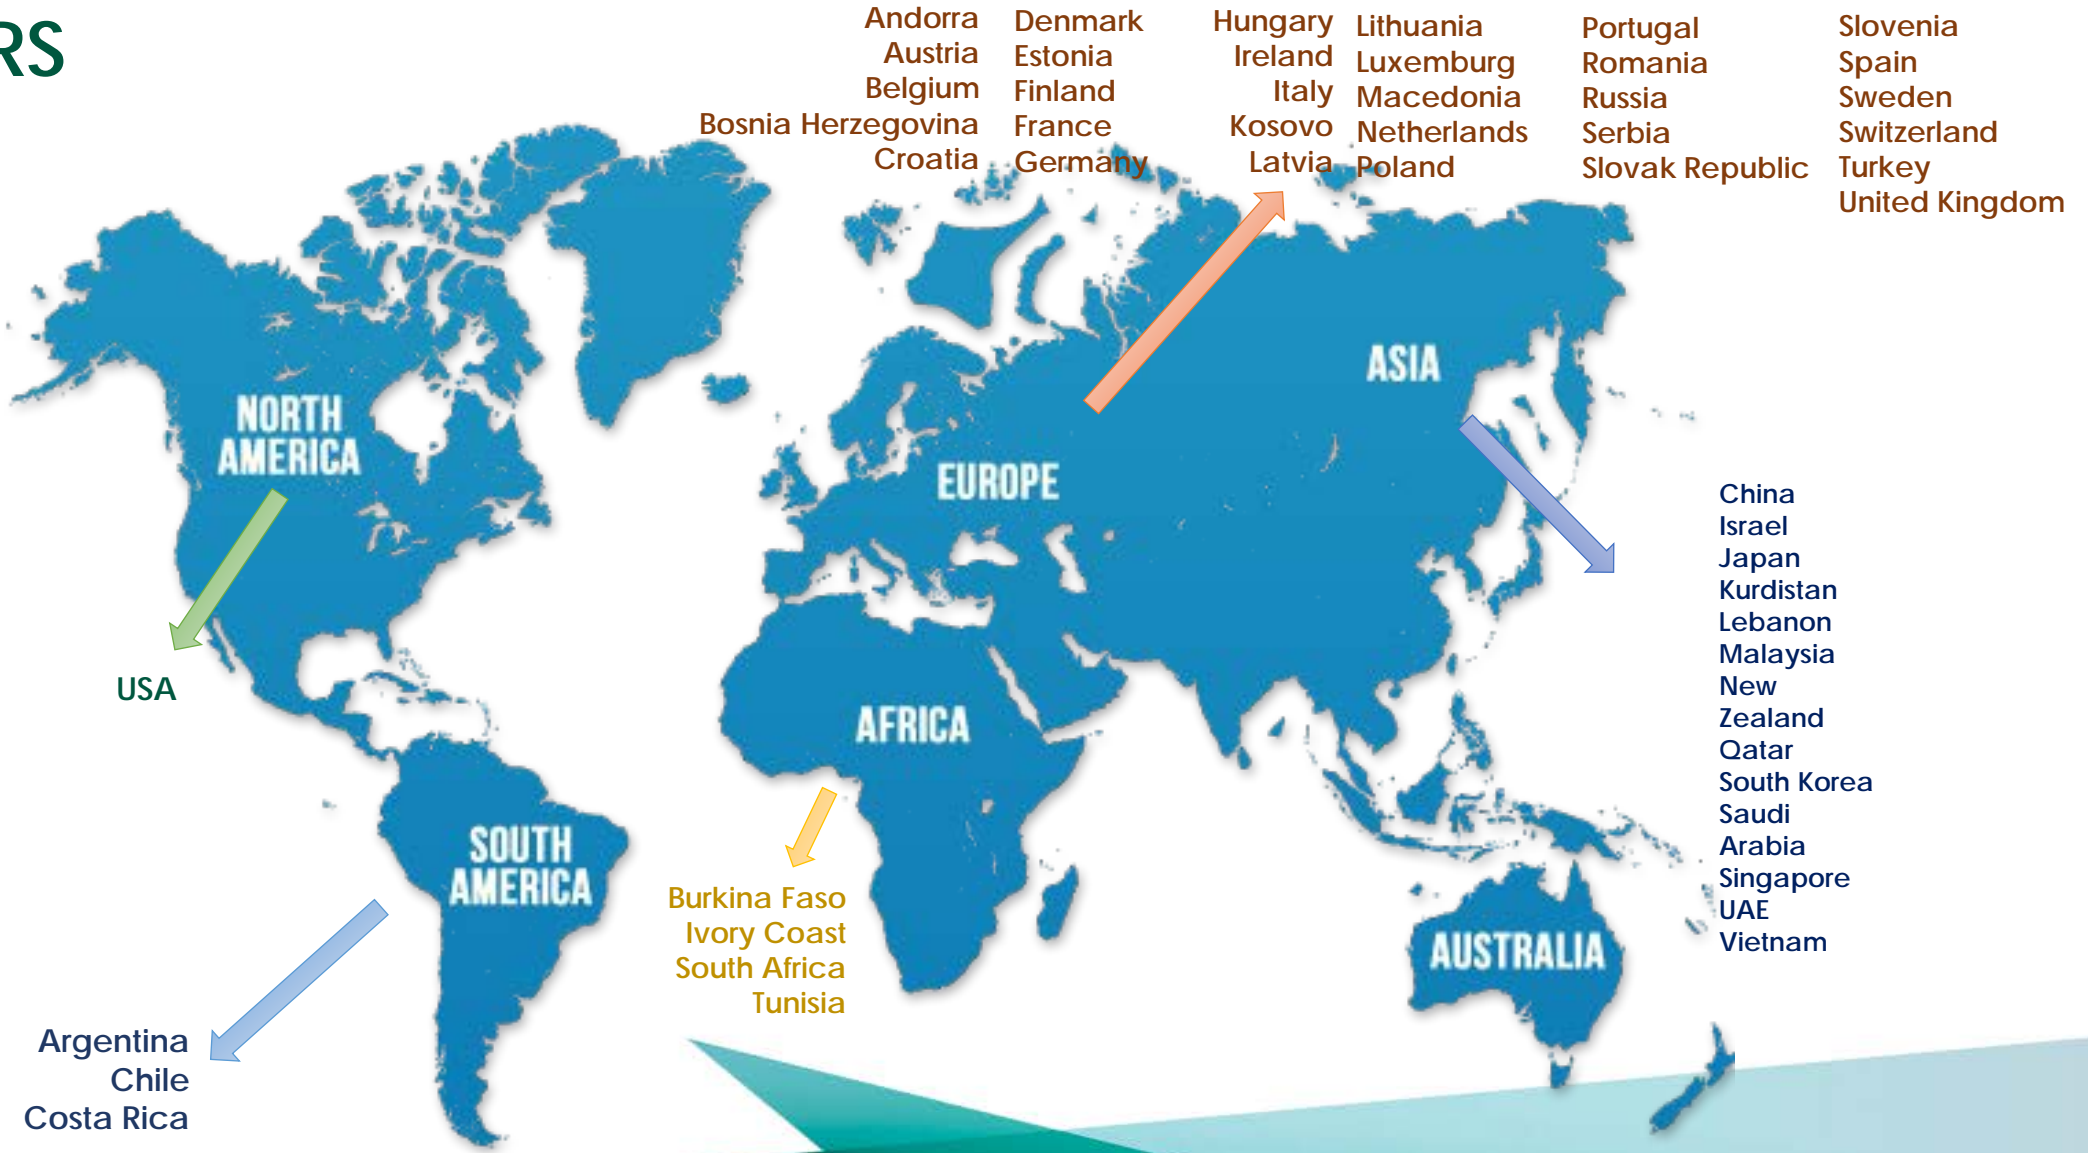 RS
Andorra
Austria
Belgium
Bosnia Herzegovina
Croatia
Denmark
Estonia
Finland
France
Germany
Hungary
Ireland
Italy
Kosovo
Latvia
Lithuania
Luxemburg
Macedonia
Netherlands
Poland
Portugal
Romania
Russia
Serbia
Slovak Republic
Slovenia
Spain
Sweden
Switzerland
Turkey
United Kingdom
NORTH
AMERICA
EUROPE
ASIA
China
Israel
Japan
Kurdistan
Lebanon
Malaysia
New
Zealand
Qatar
South Korea
Saudi
Arabia
Singapore
UAE
Vietnam
USA
AFRICA
SOUTH
AMERICA
Burkina Faso
Ivory Coast
South Africa
Tunisia
AUSTRALIA
Argentina
Chile
Costa Rica